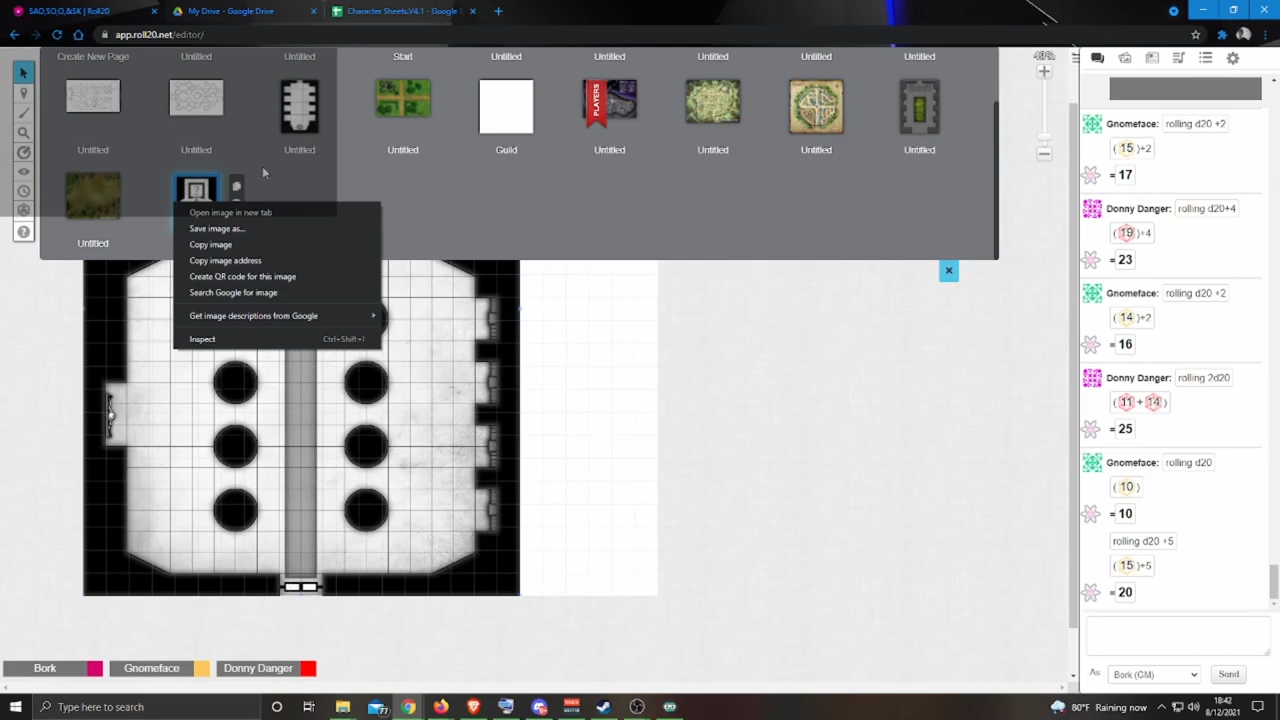 SAO,SO,O,&SK | Roll20
My Drive - Google Drive
Character Sheets.V4.1 - Google
app.roll20.net/editor/
Create New Page
Untitled
Untitled
Start
Untitled
Untitled
Untitled
Untitled
Untitled
PLAYERS
Untitled
Untitled
Untitled
Untitled
Guild
Untitled
Untitled
Untitled
Untitled
Untitled
Open image in new tab
Save image as...
Copy image
Copy image address
Create QR code for this image
Search Google for image
Get image descriptions from Google
Inspect
Ctrl+Shift+I
Gnomeface: rolling d20 +2
(15)+2
= 17
Donny Danger: rolling d20+4
(19)+4
= 23
Gnomeface: rolling d20 +2
(14)+2
= 16
Donny Danger: rolling 2d20
(11 + 14)
= 25
Gnomeface: rolling d20
(10)
= 10
rolling d20 +5
(15)+5
= 20
As: Bork (GM)
Send
Bork
Gnomeface
Donny Danger
Type here to search
77
80°F Raining now
18:42
8/12/2021